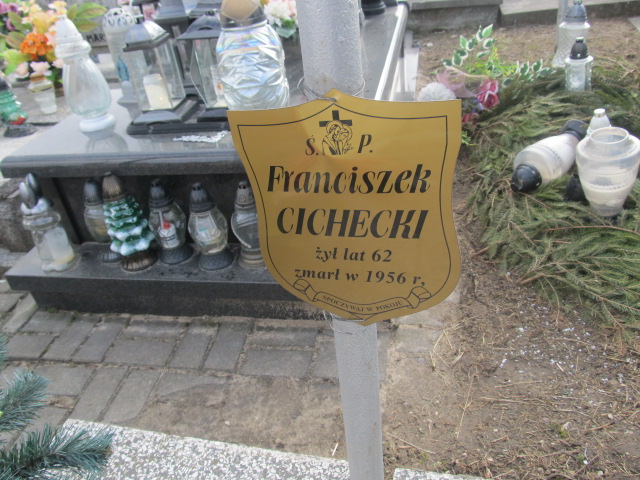 Ś. P.
Franciszek
CICHECKI
żył lat 62
zmarł w 1956 r.
SPOCZYWAJ W POKOJU